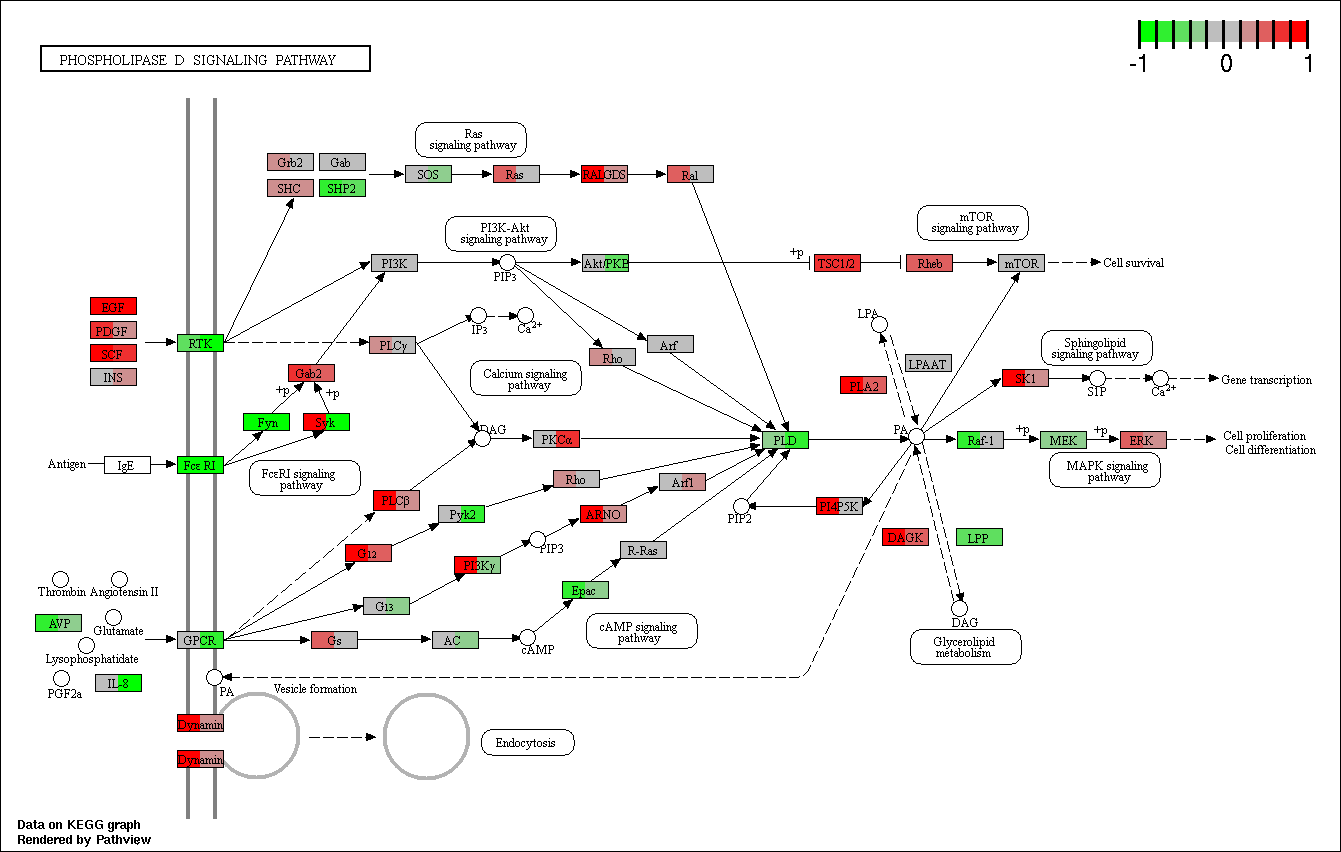 -1 0 1
PHOSPHOLIPASE D SIGNALING PATHWAY
Ras
signaling pathway
Grb2 Gab
SOS Ras RALGDS Ral
SHC SHP2
PI3K-Akt
signaling pathway
mTOR
signaling pathway
PI3K
PIP3
Akt/PKB
+p
TSC1/2
Rheb
mTOR
Cell survival
EGF
PDGF
SCF
INS
RTK
PLCγ
IP3
Ca2+
Rho
Arf
LPA
LPAAT
Sphingolipid
signaling pathway
Calcium signaling
pathway
Gab2
+p
+p
PLA2
SK1
S1P
Ca2+
Gene transcription
Fyn
Syk
DAG
PKCα
PLD
PA
Raf-1
+p
MEK
+p
ERK
Cell proliferation
Cell differentiation
Antigen
IgE
FcεRI
FcεRI signaling
pathway
MAPK signaling
pathway
PLCβ
Rho
Arf1
Pyk2
ARNO
PIP2
PI4P5K
G12
PIP3
R-Ras
DAGK
LPP
PI3Kγ
Thrombin
Angiotensin II
Epac
G13
AVP
Glutamate
GPCR
Gs
AC
cAMP
cAMP signaling
pathway
DAG
Glycerolipid
metabolism
Lysophosphatidate
PGF2a
IL-8
PA
Vesicle formation
Dynamin
Dynamin
Endocytosis
Data on KEGG graph
Rendered by Pathview